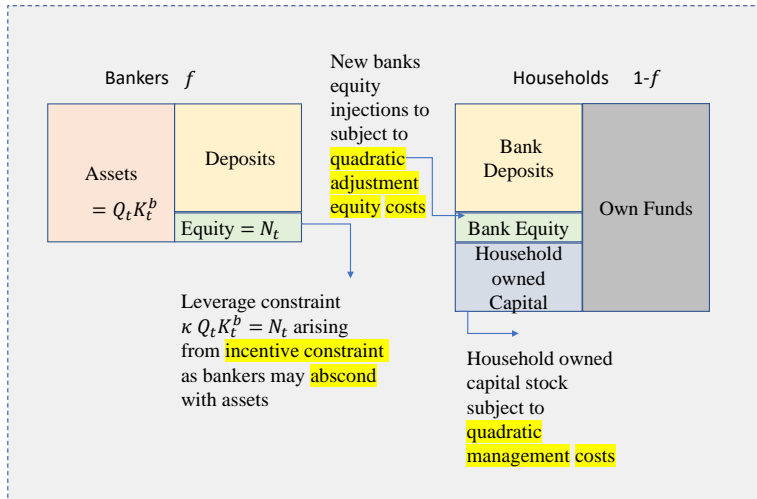 Bankers f
Assets
= Q_t K_t^b
Deposits
Equity = N_t
Leverage constraint
κ Q_t K_t^b = N_t arising
from incentive constraint
as bankers may abscond
with assets
New banks
equity
injections to
subject to
quadratic
adjustment
equity costs
Households 1-f
Bank
Deposits
Bank Equity
Household
owned
Capital
Own Funds
Household owned
capital stock
subject to
quadratic
management costs